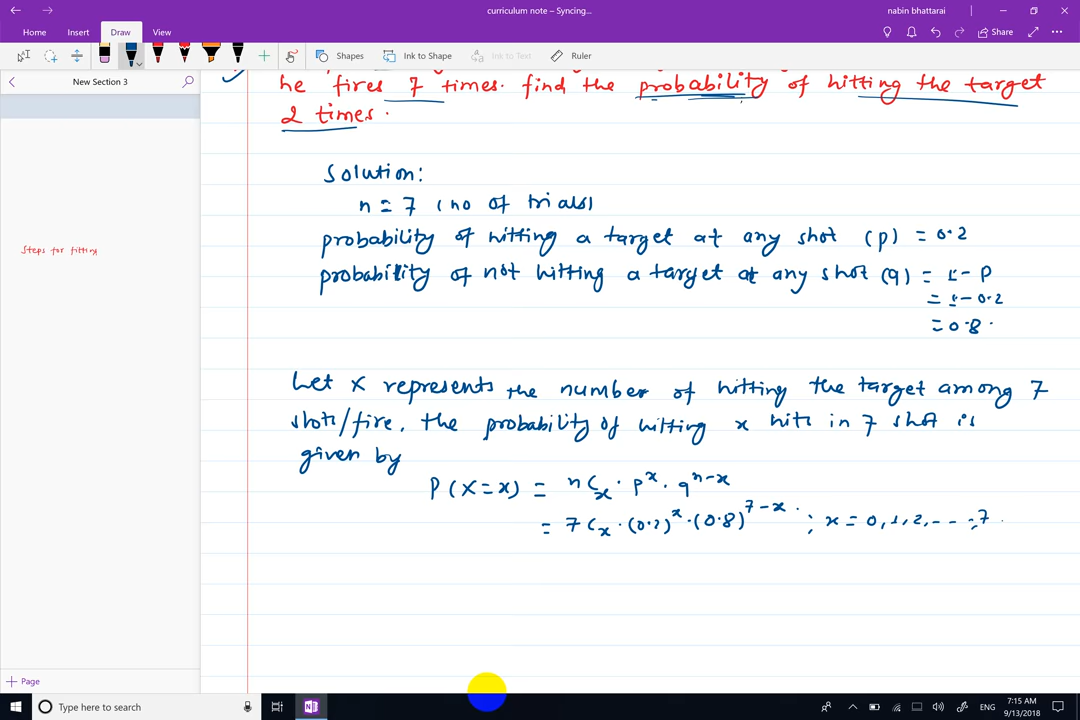 curriculum note – Syncing...
nabin bhattarai
Home Insert Draw View
Share
Shapes Ink to Shape Ink to Text Ruler
New Section 3
he fires 7 times. find the probability of hitting the target
2 times.
Solution:
n = 7 (no of trials)
probability of hitting a target at any shot (p) = 0.2
probability of not hitting a target at any shot (q) = 1 - p
= 1 - 0.2
= 0.8.
Steps for fitting
Let X represents the number of hitting the target among 7
shots/fire. the probability of hitting x hits in 7 shot is
given by
P(X=x) = nCx . p^x . q^n-x
= 7Cx . (0.2)^x . (0.8)^7-x ; x = 0, 1, 2, --- , 7.
+ Page
Type here to search
ENG
7:15 AM
9/13/2018